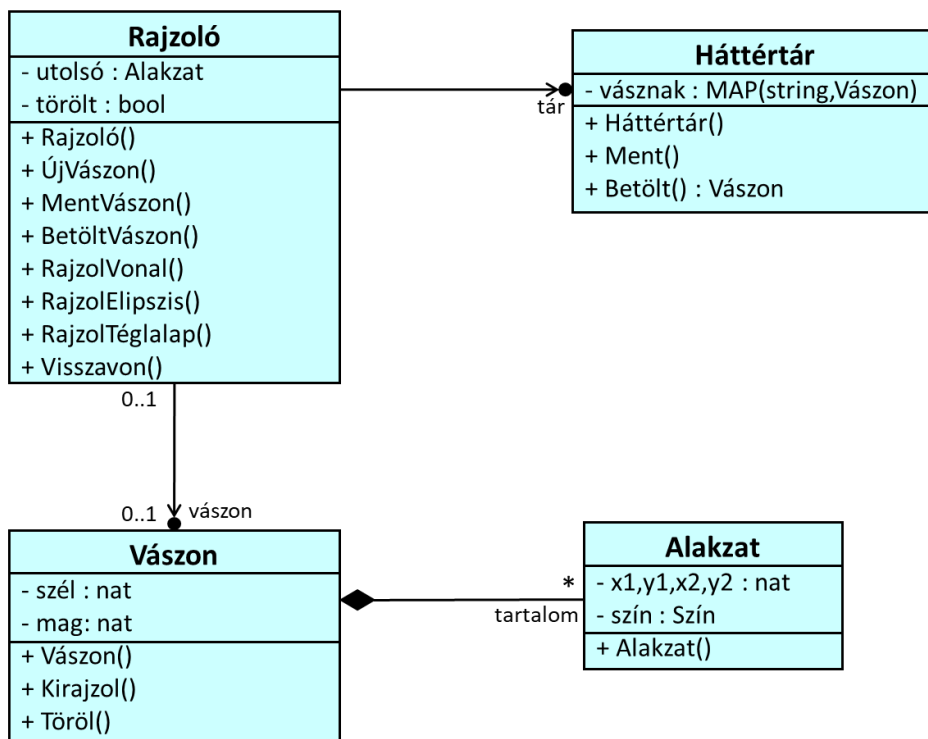 Rajzoló
- utolsó : Alakzat
- törölt : bool
+ Rajzoló()
+ ÚjVászon()
+ MentVászon()
+ BetöltVászon()
+ RajzolVonal()
+ RajzolElipszis()
+ RajzolTéglalap()
+ Visszavon()
tár
Háttértár
- vásznak : MAP(string,Vászon)
+ Háttértár()
+ Ment()
+ Betölt() : Vászon
0..1
0..1
vászon
Vászon
- szél : nat
- mag: nat
+ Vászon()
+ Kirajzol()
+ Töröl()
*
tartalom
Alakzat
- x1,y1,x2,y2 : nat
- szín : Szín
+ Alakzat()